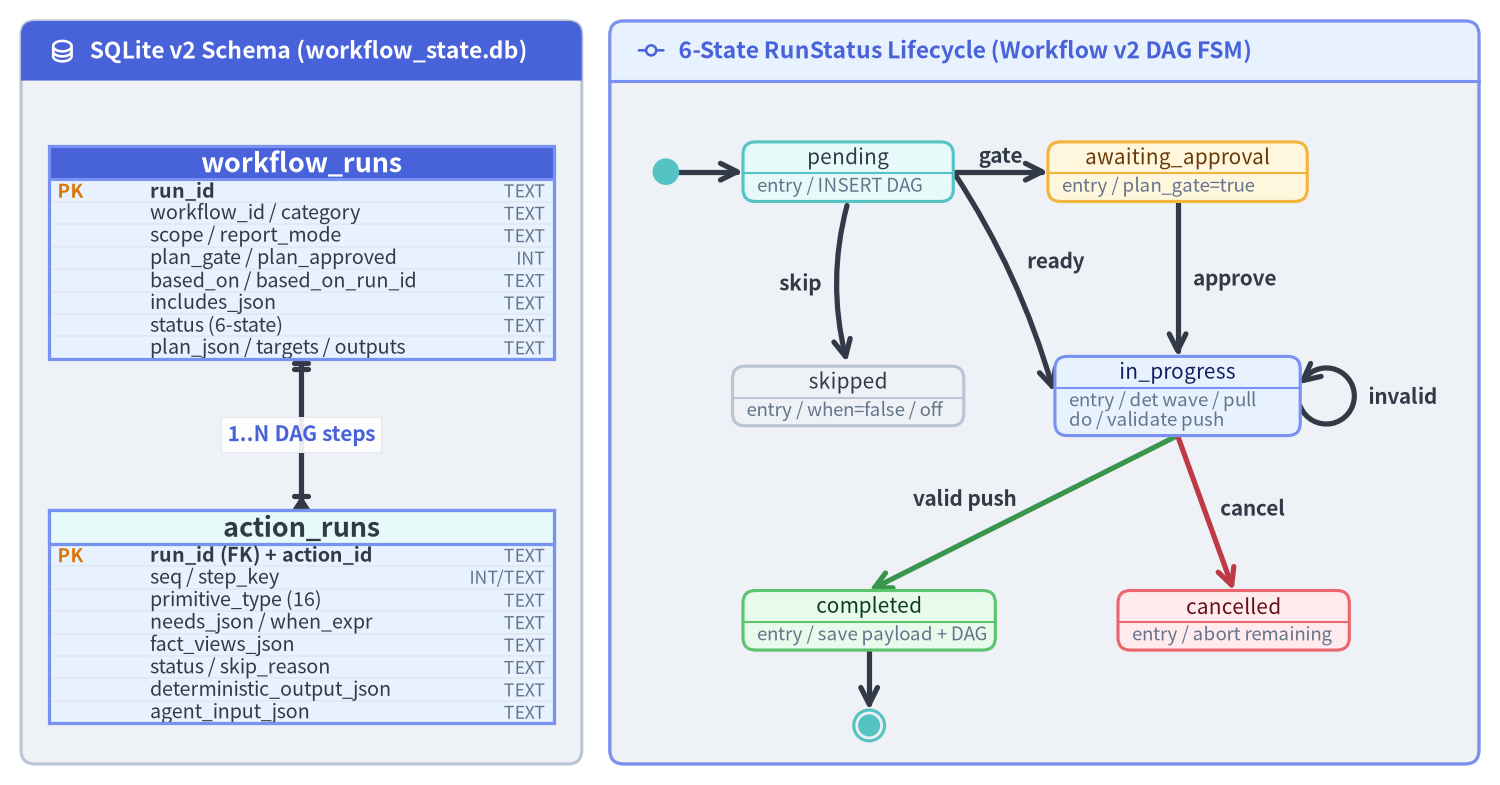 SQLite v2 Schema (workflow_state.db)
workflow_runs
PK run_id TEXT
workflow_id / category TEXT
scope / report_mode TEXT
plan_gate / plan_approved INT
based_on / based_on_run_id TEXT
includes_json TEXT
status (6-state) TEXT
plan_json / targets / outputs TEXT
1..N DAG steps
action_runs
PK run_id (FK) + action_id TEXT
seq / step_key INT/TEXT
primitive_type (16) TEXT
needs_json / when_expr TEXT
fact_views_json TEXT
status / skip_reason TEXT
deterministic_output_json TEXT
agent_input_json TEXT
6-State RunStatus Lifecycle (Workflow v2 DAG FSM)
pending
entry / INSERT DAG
gate
awaiting_approval
entry / plan_gate=true
skip
ready
approve
skipped
entry / when=false / off
in_progress
entry / det wave / pull
do / validate push
invalid
valid push
cancel
completed
entry / save payload + DAG
cancelled
entry / abort remaining